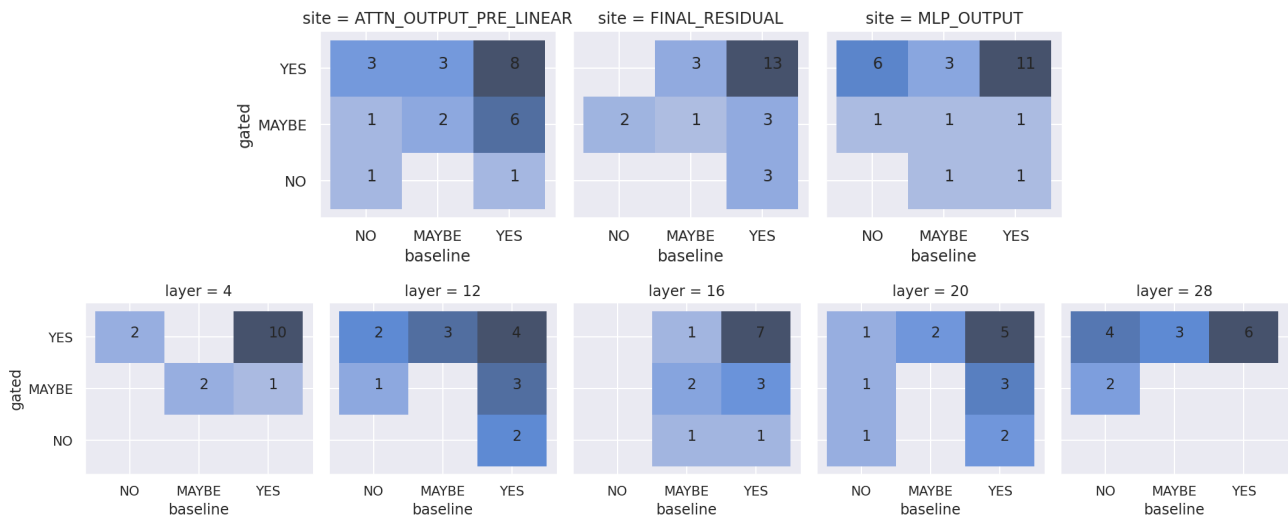 site = ATTN_OUTPUT_PRE_LINEAR site = FINAL_RESIDUAL site = MLP_OUTPUT
YES 3 3 8 3 13 6 3 11
gated
MAYBE 1 2 6 2 1 3 1 1 1
NO 1 1 3 1 1
NO MAYBE YES NO MAYBE YES NO MAYBE YES
baseline baseline baseline
layer = 4 layer = 12 layer = 16 layer = 20 layer = 28
YES 2 10 2 3 4 1 7 1 2 5 4 3 6
gated
MAYBE 2 1 1 3 2 3 1 3 2
NO 2 1 1 1 2
NO MAYBE YES NO MAYBE YES NO MAYBE YES NO MAYBE YES NO MAYBE YES
baseline baseline baseline baseline baseline